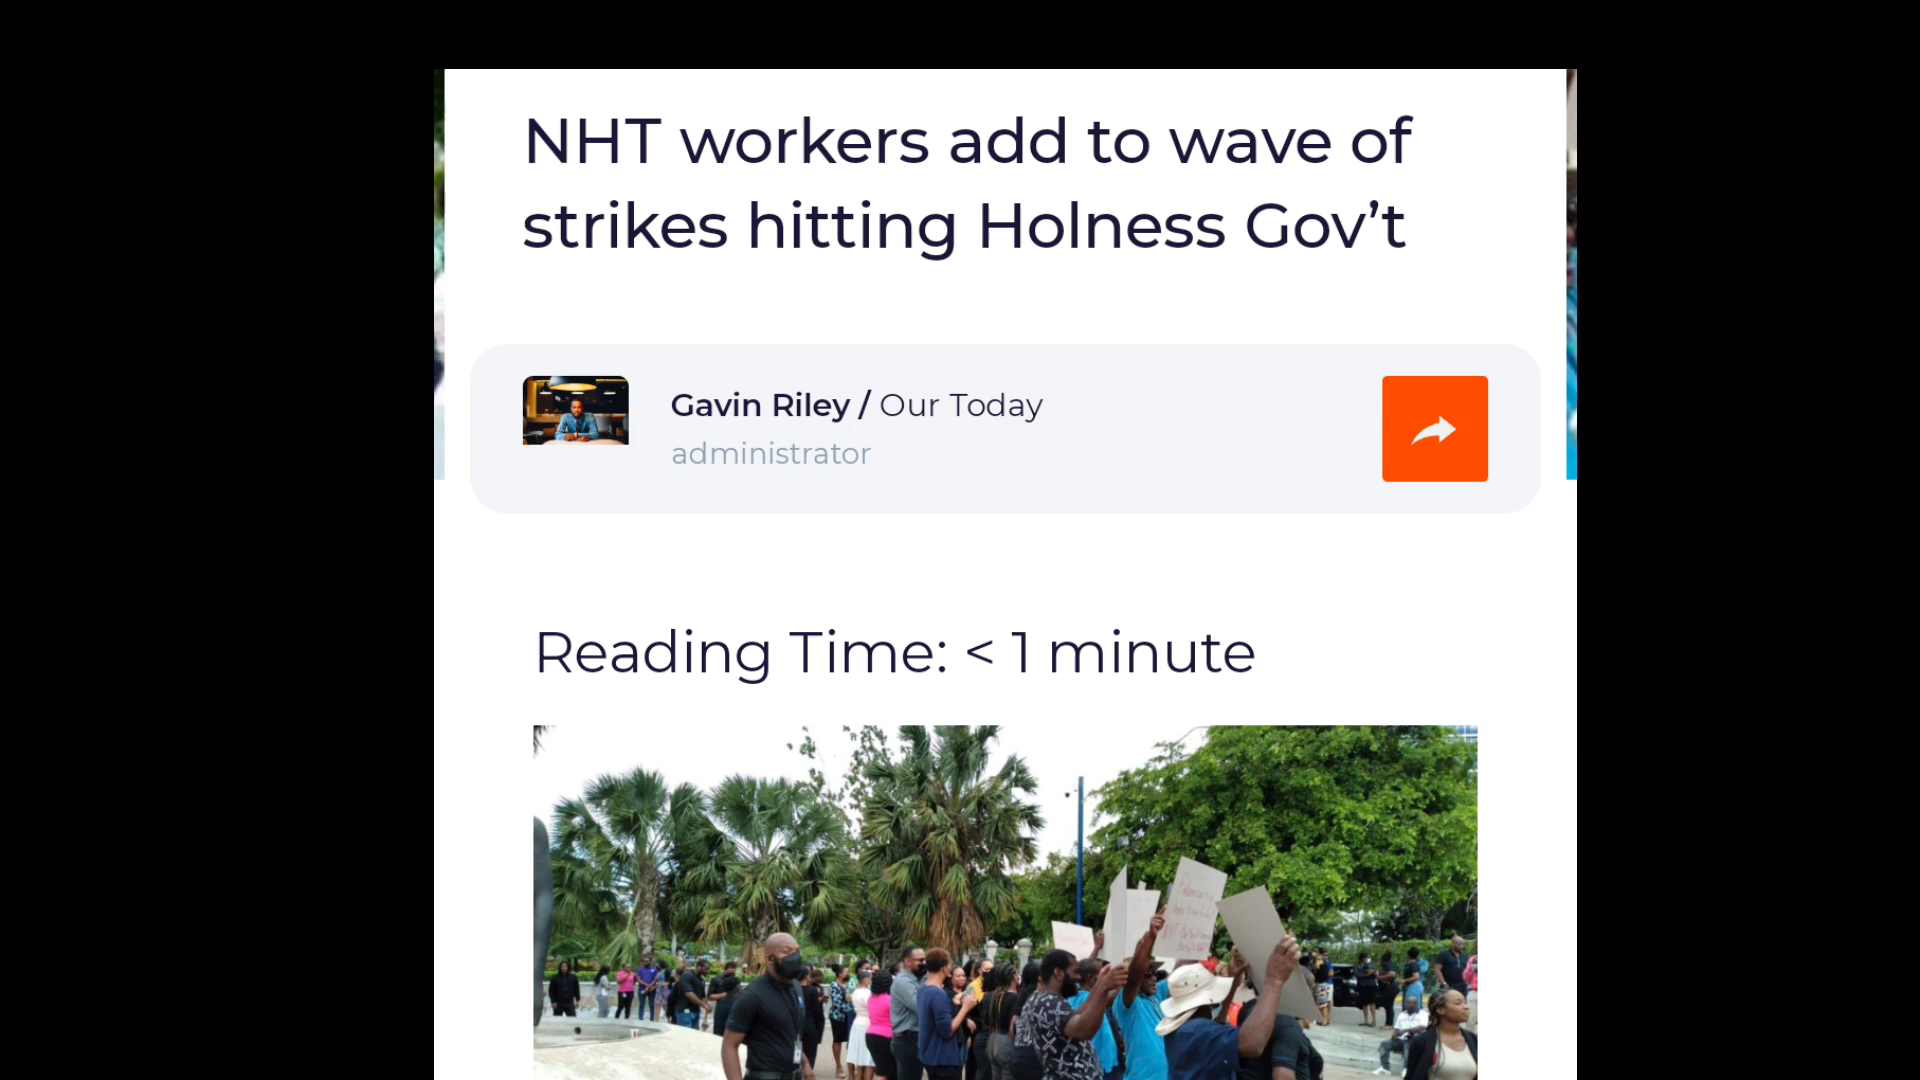 NHT workers add to wave of
strikes hitting Holness Gov’t
Gavin Riley / Our Today
administrator
Reading Time: < 1 minute